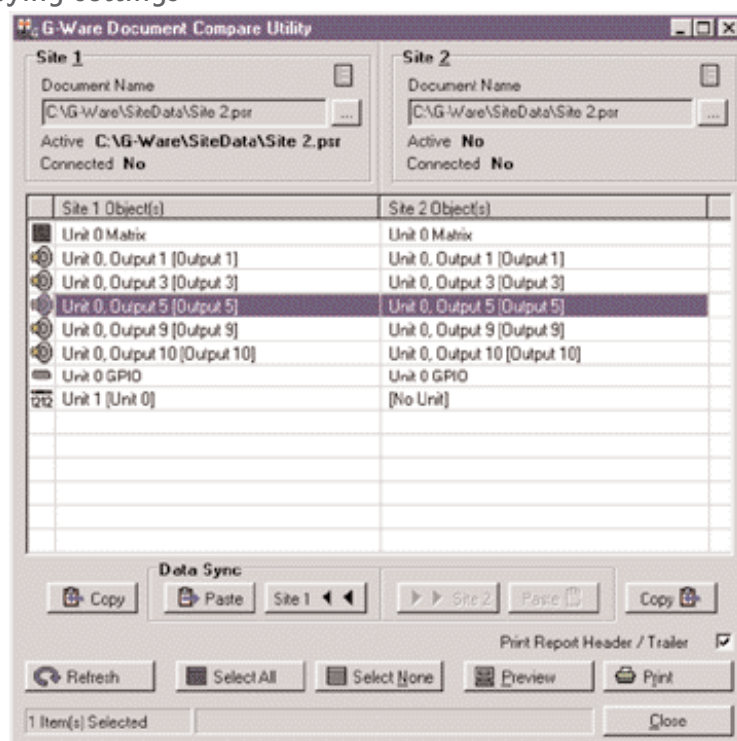 ying settings
G-Ware Document Compare Utility
Site 1
Document Name
C:\G-Ware\SiteData\Site 2.psr
...
Active C:\G-Ware\SiteData\Site 2.psr
Connected No
Site 2
Document Name
C:\G-Ware\SiteData\Site 2.psr
...
Active No
Connected No
Site 1 Object(s) Site 2 Object(s)
Unit 0 Matrix Unit 0 Matrix
Unit 0, Output 1 [Output 1] Unit 0, Output 1 [Output 1]
Unit 0, Output 3 [Output 3] Unit 0, Output 3 [Output 3]
Unit 0, Output 5 [Output 5] Unit 0, Output 5 [Output 5]
Unit 0, Output 9 [Output 9] Unit 0, Output 9 [Output 9]
Unit 0, Output 10 [Output 10] Unit 0, Output 10 [Output 10]
Unit 0 GPIO Unit 0 GPIO
Unit 1 [Unit 0] [No Unit]
Data Sync
Copy Paste Site 1 Site 2 Paste Copy
Print Report Header / Trailer
Refresh Select All Select None Preview Print
1 Item(s) Selected Close